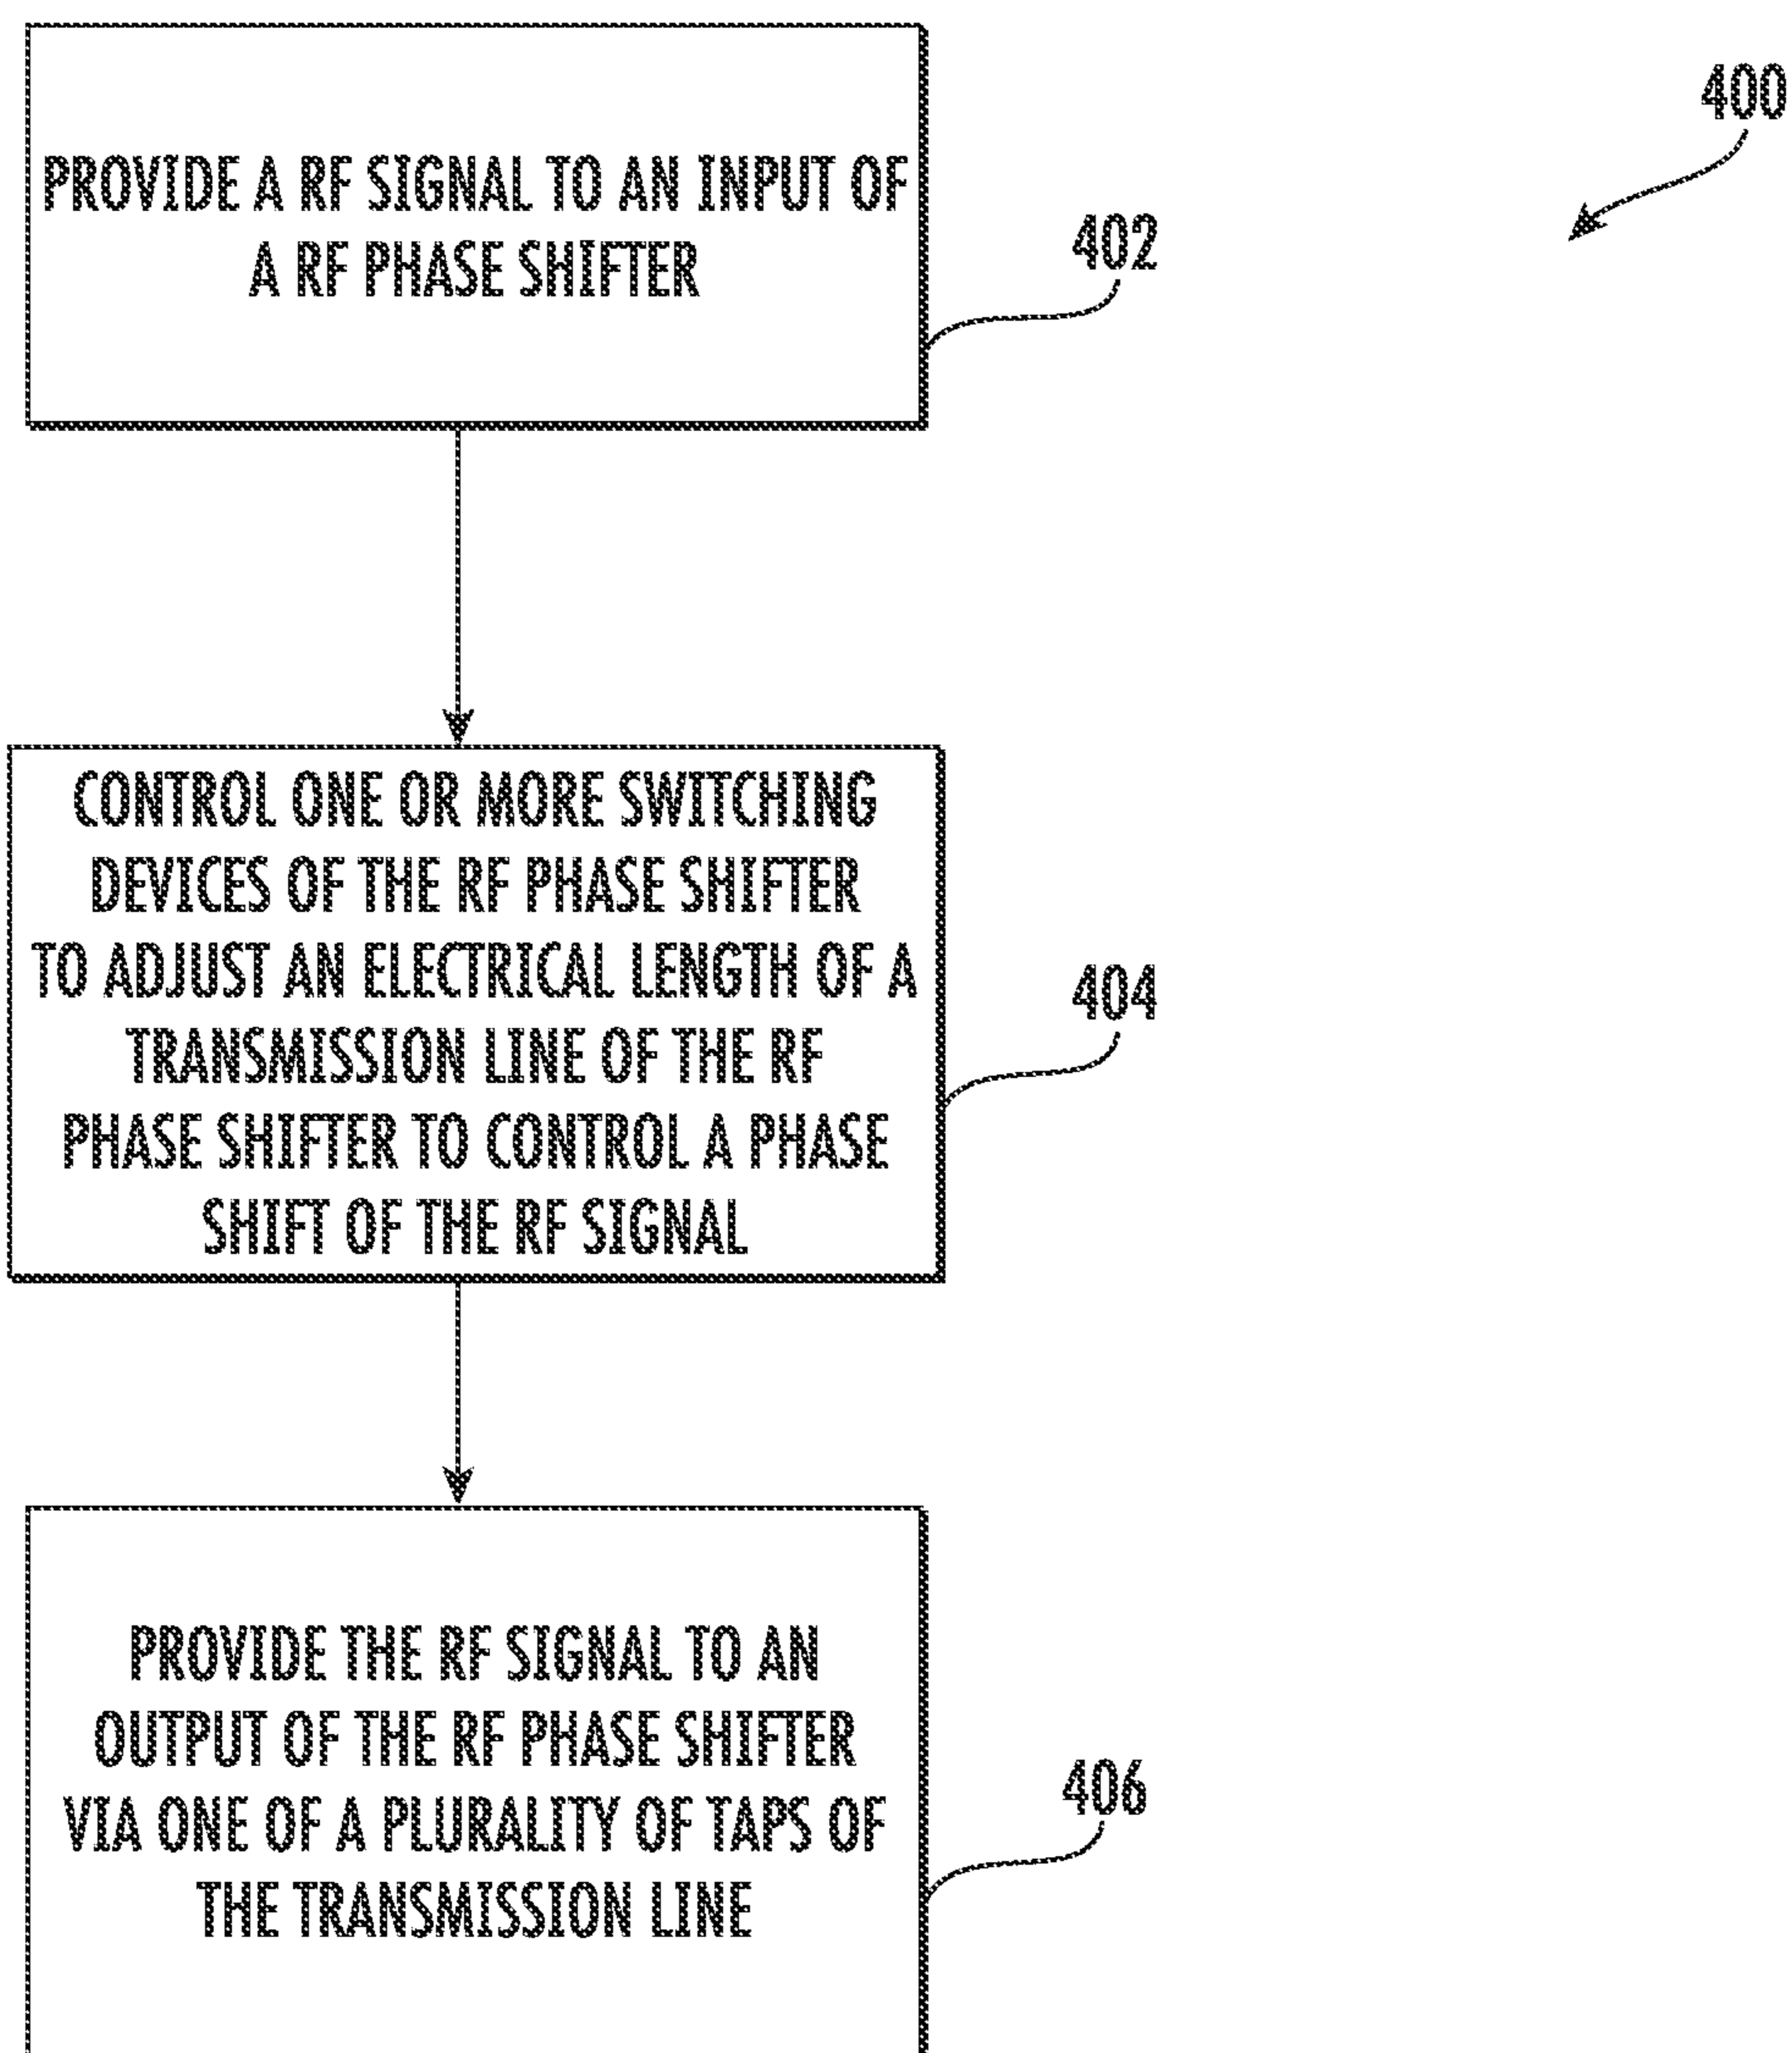 400
PROVIDE A RF SIGNAL TO AN INPUT OF
A RF PHASE SHIFTER
402
CONTROL ONE OR MORE SWITCHING
DEVICES OF THE RF PHASE SHIFTER
TO ADJUST AN ELECTRICAL LENGTH OF A
TRANSMISSION LINE OF THE RF
PHASE SHIFTER TO CONTROL A PHASE
SHIFT OF THE RF SIGNAL
404
PROVIDE THE RF SIGNAL TO AN
OUTPUT OF THE RF PHASE SHIFTER
VIA ONE OF A PLURALITY OF TAPS OF
THE TRANSMISSION LINE
406